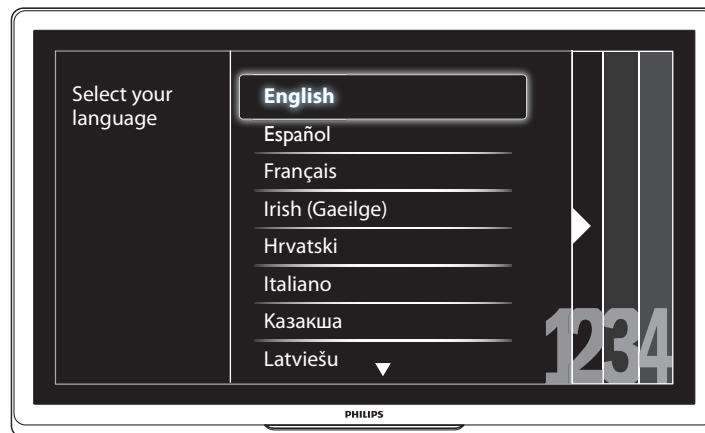 Select your
language
English
Español
Français
Irish (Gaeilge)
Hrvatski
Italiano
Казакша
Latviešu
1234
PHILIPS